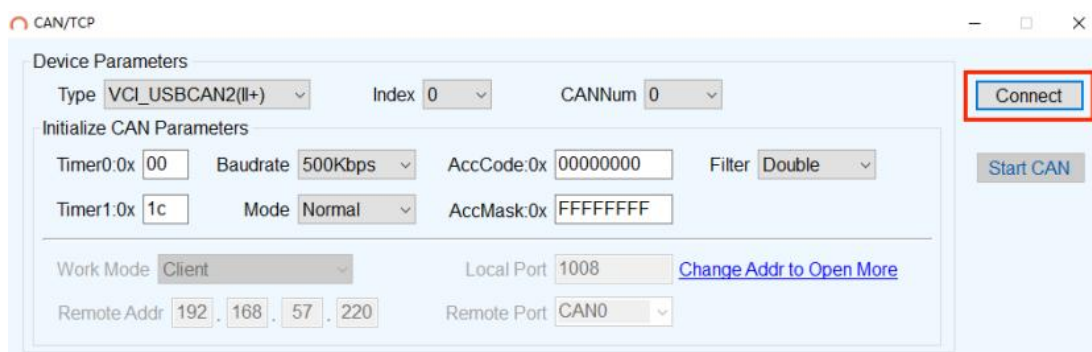 CAN/TCP
Device Parameters
Type VCI_USBCAN2(II+) Index 0 CANNum 0 Connect
Initialize CAN Parameters
Timer0:0x 00 Baudrate 500Kbps AccCode:0x 00000000 Filter Double Start CAN
Timer1:0x 1c Mode Normal AccMask:0x FFFFFFFF
Work Mode Client Local Port 1008 Change Addr to Open More
Remote Addr 192 . 168 . 57 . 220 Remote Port CAN0